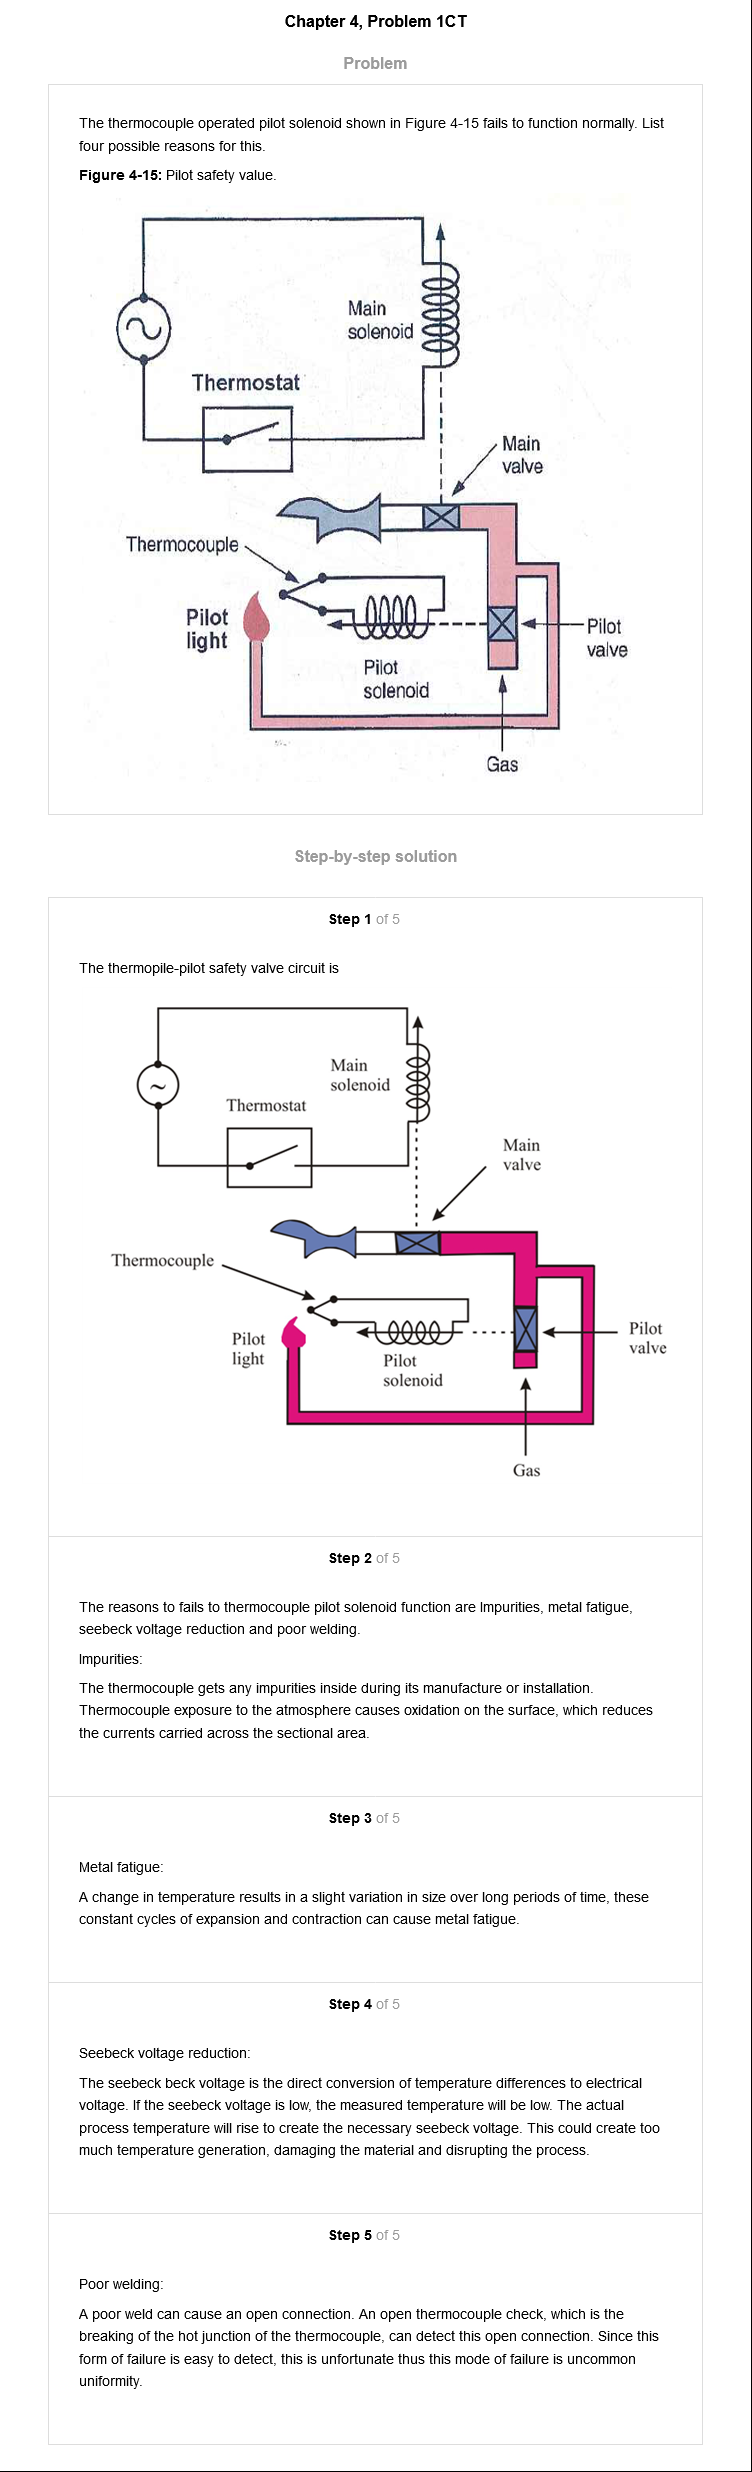 Chapter 4, Problem 1CT
Problem
The thermocouple operated pilot solenoid shown in Figure 4-15 fails to function normally. List
four possible reasons for this.
Figure 4-15: Pilot safety value.
Main
solenoid
Thermostat
Main
valve
Thermocouple
Pilot
light
Pilot
solenoid
Pilot
valve
Gas
Step-by-step solution
Step 1 of 5
The thermopile-pilot safety valve circuit is
Main
solenoid
Thermostat
Main
valve
Thermocouple
Pilot
light
Pilot
solenoid
Pilot
valve
Gas
Step 2 of 5
The reasons to fails to thermocouple pilot solenoid function are Impurities, metal fatigue,
seebeck voltage reduction and poor welding.
Impurities:
The thermocouple gets any impurities inside during its manufacture or installation.
Thermocouple exposure to the atmosphere causes oxidation on the surface, which reduces
the currents carried across the sectional area.
Step 3 of 5
Metal fatigue:
A change in temperature results in a slight variation in size over long periods of time, these
constant cycles of expansion and contraction can cause metal fatigue.
Step 4 of 5
Seebeck voltage reduction:
The seebeck beck voltage is the direct conversion of temperature differences to electrical
voltage. If the seebeck voltage is low, the measured temperature will be low. The actual
process temperature will rise to create the necessary seebeck voltage. This could create too
much temperature generation, damaging the material and disrupting the process.
Step 5 of 5
Poor welding:
A poor weld can cause an open connection. An open thermocouple check, which is the
breaking of the hot junction of the thermocouple, can detect this open connection. Since this
form of failure is easy to detect, this is unfortunate thus this mode of failure is uncommon
uniformity.